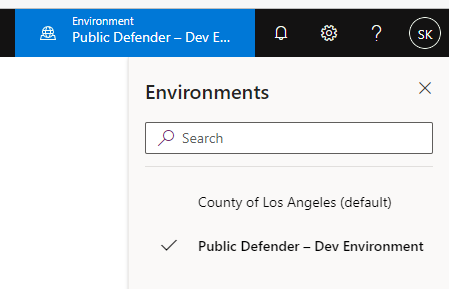 Environment
Public Defender – Dev E...
?
SK
Environments
Search
County of Los Angeles (default)
Public Defender – Dev Environment